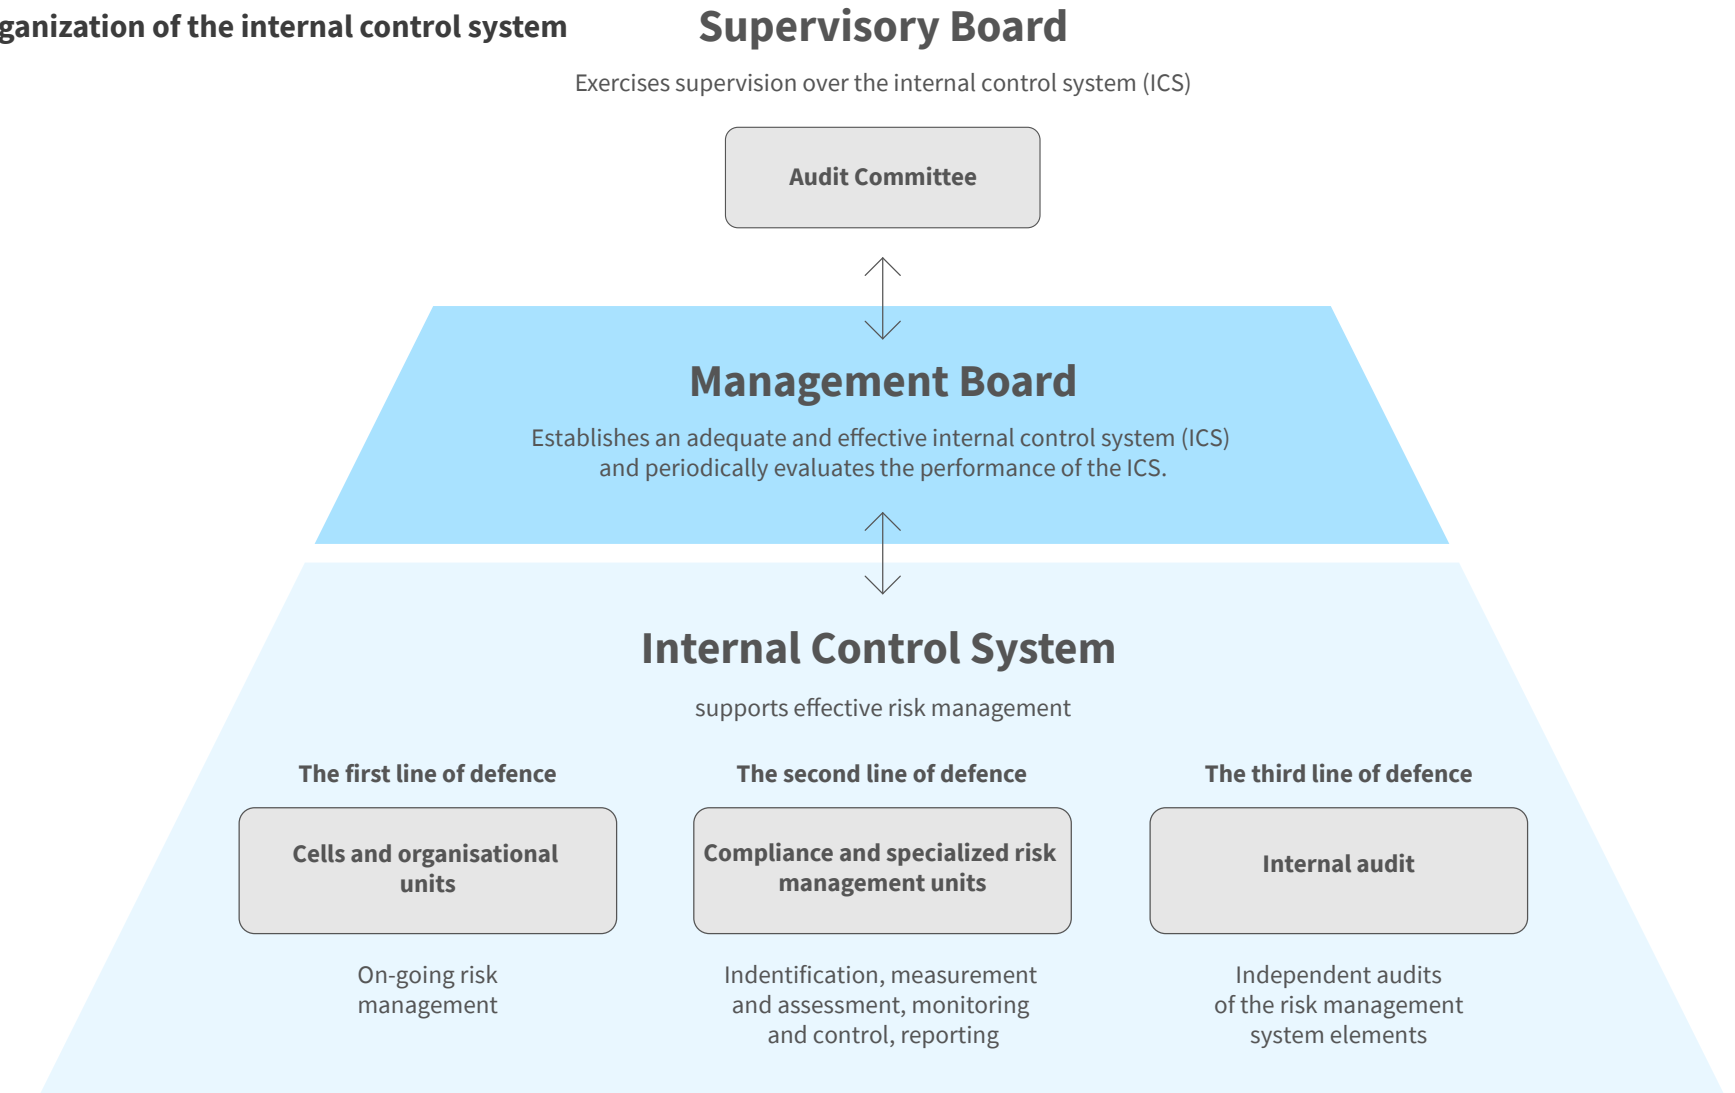 ganization of the internal control system
Supervisory Board
Exercises supervision over the internal control system (ICS)
Audit Committee
Management Board
Establishes an adequate and effective internal control system (ICS)
and periodically evaluates the performance of the ICS.
Internal Control System
supports effective risk management
The first line of defence
Cells and organisational
units
On-going risk
management
The second line of defence
Compliance and specialized risk
management units
Indentification, measurement
and assessment, monitoring
and control, reporting
The third line of defence
Internal audit
Independent audits
of the risk management
system elements